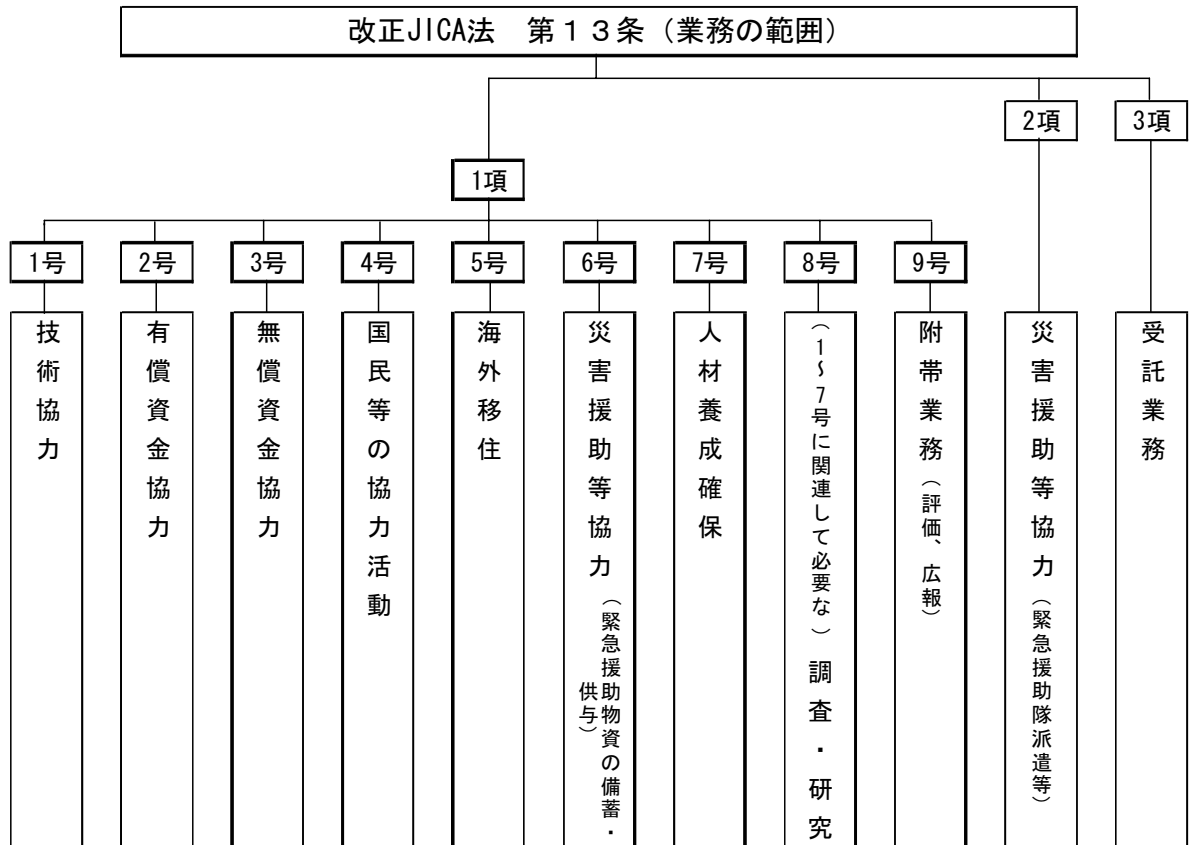 改正JICA法　第１３条（業務の範囲）
2項
3項
1項
1号
2号
3号
4号
5号
6号
7号
8号
9号
技術協力
有償資金協力
無償資金協力
国民等の協力活動
海外移住
災害援助等協力（緊急援助物資の備蓄・
供与）
人材養成確保
（1～7号に関連して必要な）調査・研究
附帯業務（評価、広報）
災害援助等協力（緊急援助隊派遣等）
受託業務